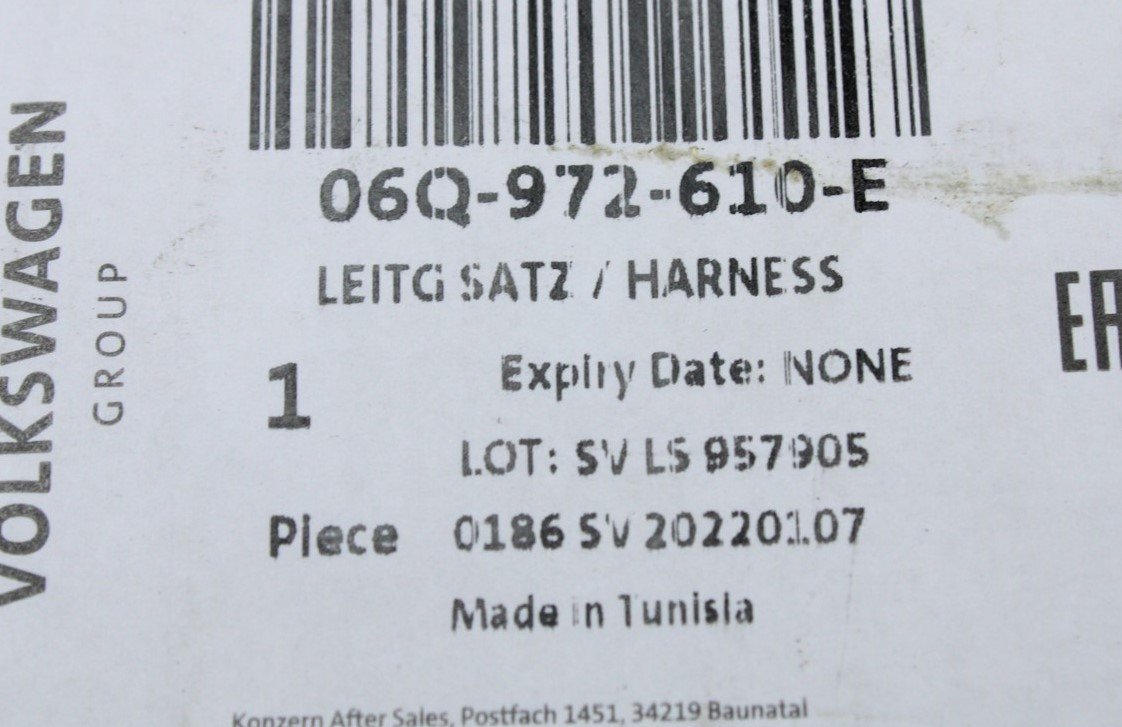 VOLKSWAGEN
GROUP
06Q-972-610-E
LEITG SATZ / HARNESS
1
Expiry Date: NONE
LOT: SV LS 957905
Piece
0186 SV 20220107
Made in Tunisia
Konzern After Sales, Postfach 1451, 34219 Baunatal